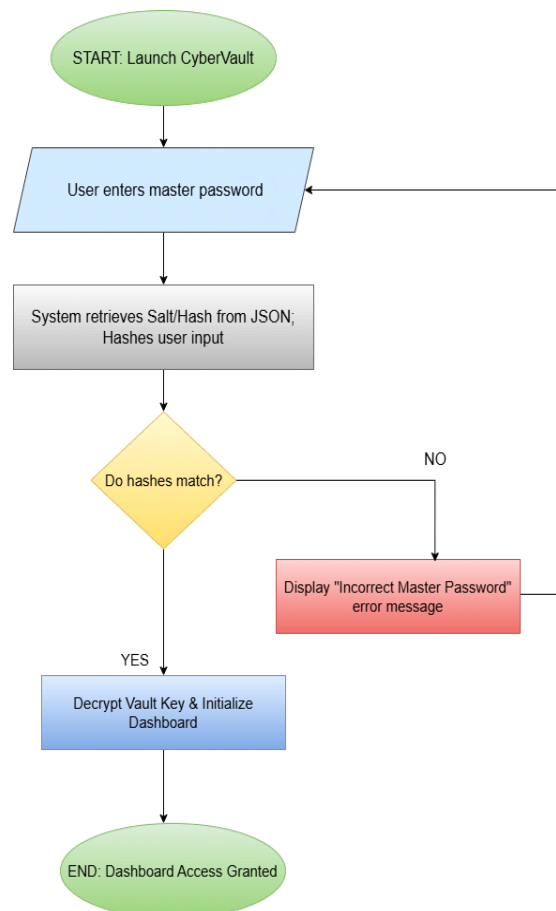 START: Launch CyberVault
User enters master password
System retrieves Salt/Hash from JSON;
Hashes user input
Do hashes match?
NO
Display "Incorrect Master Password"
error message
YES
Decrypt Vault Key & Initialize
Dashboard
END: Dashboard Access Granted